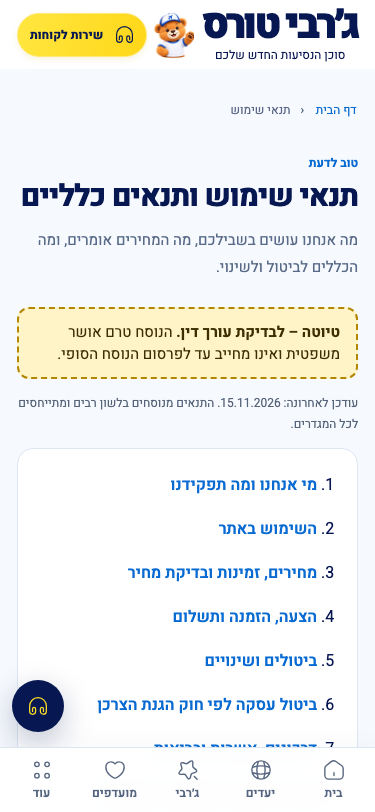 ג׳רבי טורס
סוכן הנסיעות החדש שלכם
שירות לקוחות
דף הבית › תנאי שימוש
טוב לדעת
תנאי שימוש ותנאים כלליים
מה אנחנו עושים בשבילכם, מה המחירים אומרים, ומה
הכללים לביטול ולשינוי.
טיוטה – לבדיקת עורך דין. הנוסח טרם אושר
משפטית ואינו מחייב עד לפרסום הנוסח הסופי.
עודכן לאחרונה: 15.11.2026. התנאים מנוסחים בלשון רבים ומתייחסים
לכל המגדרים.
1. מי אנחנו ומה תפקידנו
2. השימוש באתר
3. מחירים, זמינות ובדיקת מחיר
4. הצעה, הזמנה ותשלום
5. ביטולים ושינויים
6. ביטול עסקה לפי חוק הגנת הצרכן
7. דרכונים, אשרות ובריאות
בית
יעדים
ג׳רבי
מועדפים
עוד